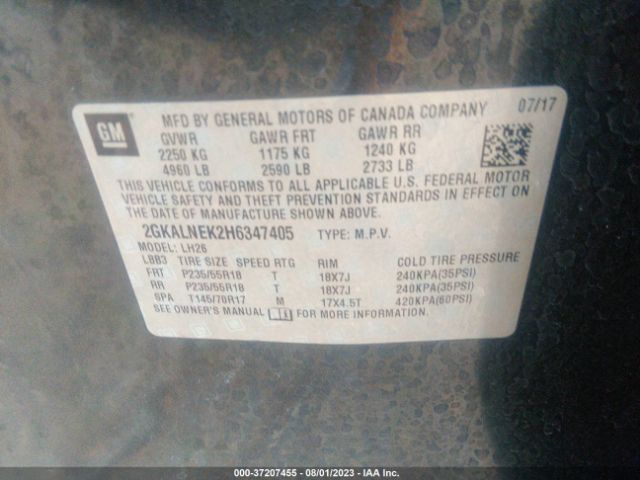 GM
MFD BY GENERAL MOTORS OF CANADA COMPANY 07/17
GVWR GAWR FRT GAWR RR
2250 KG 1175 KG 1240 KG
4960 LB 2590 LB 2733 LB
THIS VEHICLE CONFORMS TO ALL APPLICABLE U.S. FEDERAL MOTOR
VEHICLE SAFETY AND THEFT PREVENTION STANDARDS IN EFFECT ON
THE DATE OF MANUFACTURE SHOWN ABOVE.
2GKALNEK2H6347405 TYPE: M.P.V.
MODEL: LH26
LBB3 TIRE SIZE SPEED RTG RIM COLD TIRE PRESSURE
FRT P235/55R18 T 18X7J 240KPA(35PSI)
RR P235/55R18 T 18X7J 240KPA(35PSI)
SPA T145/70R17 M 17X4.5T 420KPA(60PSI)
SEE OWNER'S MANUAL i FOR MORE INFORMATION.
000-37207455 - 08/01/2023 - IAA Inc.